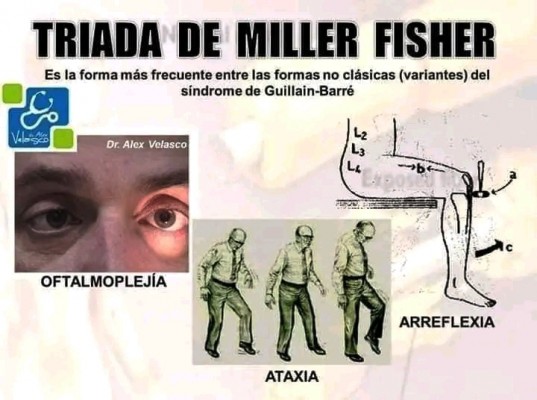 TRIADA DE MILLER FISHER
Es la forma más frecuente entre las formas no clásicas (variantes) del
síndrome de Guillain-Barré
Dr. Alex Velasco
Velasco
L2
L3
L4
b
a
c
OFTALMOPLEJÍA
ARREFLEXIA
ATAXIA